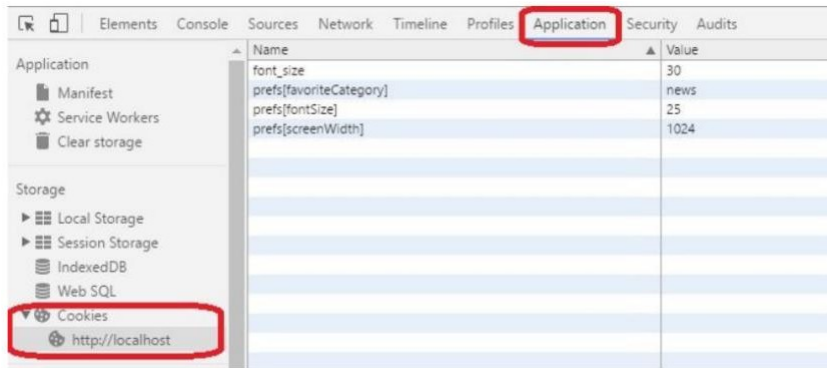 Elements Console Sources Network Timeline Profiles Application Security Audits
Application
Manifest
Service Workers
Clear storage
Storage
Local Storage
Session Storage
IndexedDB
Web SQL
Cookies
http://localhost
Name Value
font_size 30
prefs[favoriteCategory] news
prefs[fontSize] 25
prefs[screenWidth] 1024